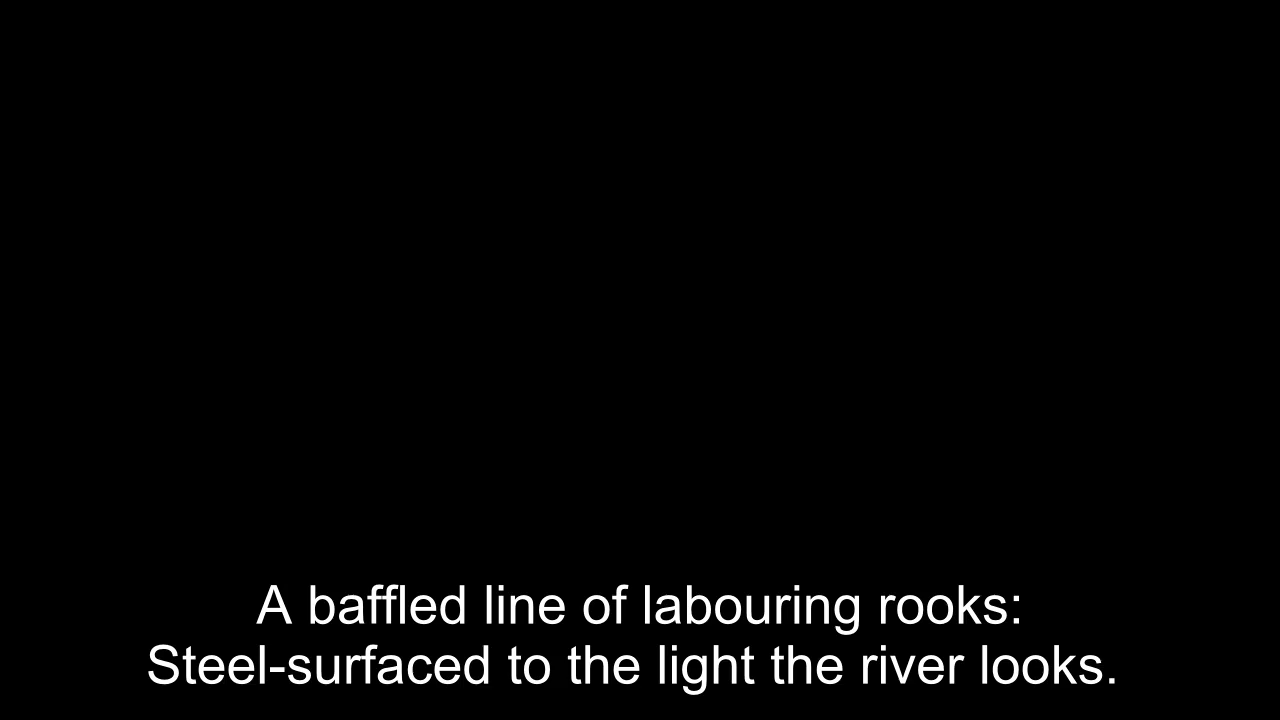 A baffled line of labouring rooks:
Steel-surfaced to the light the river looks.